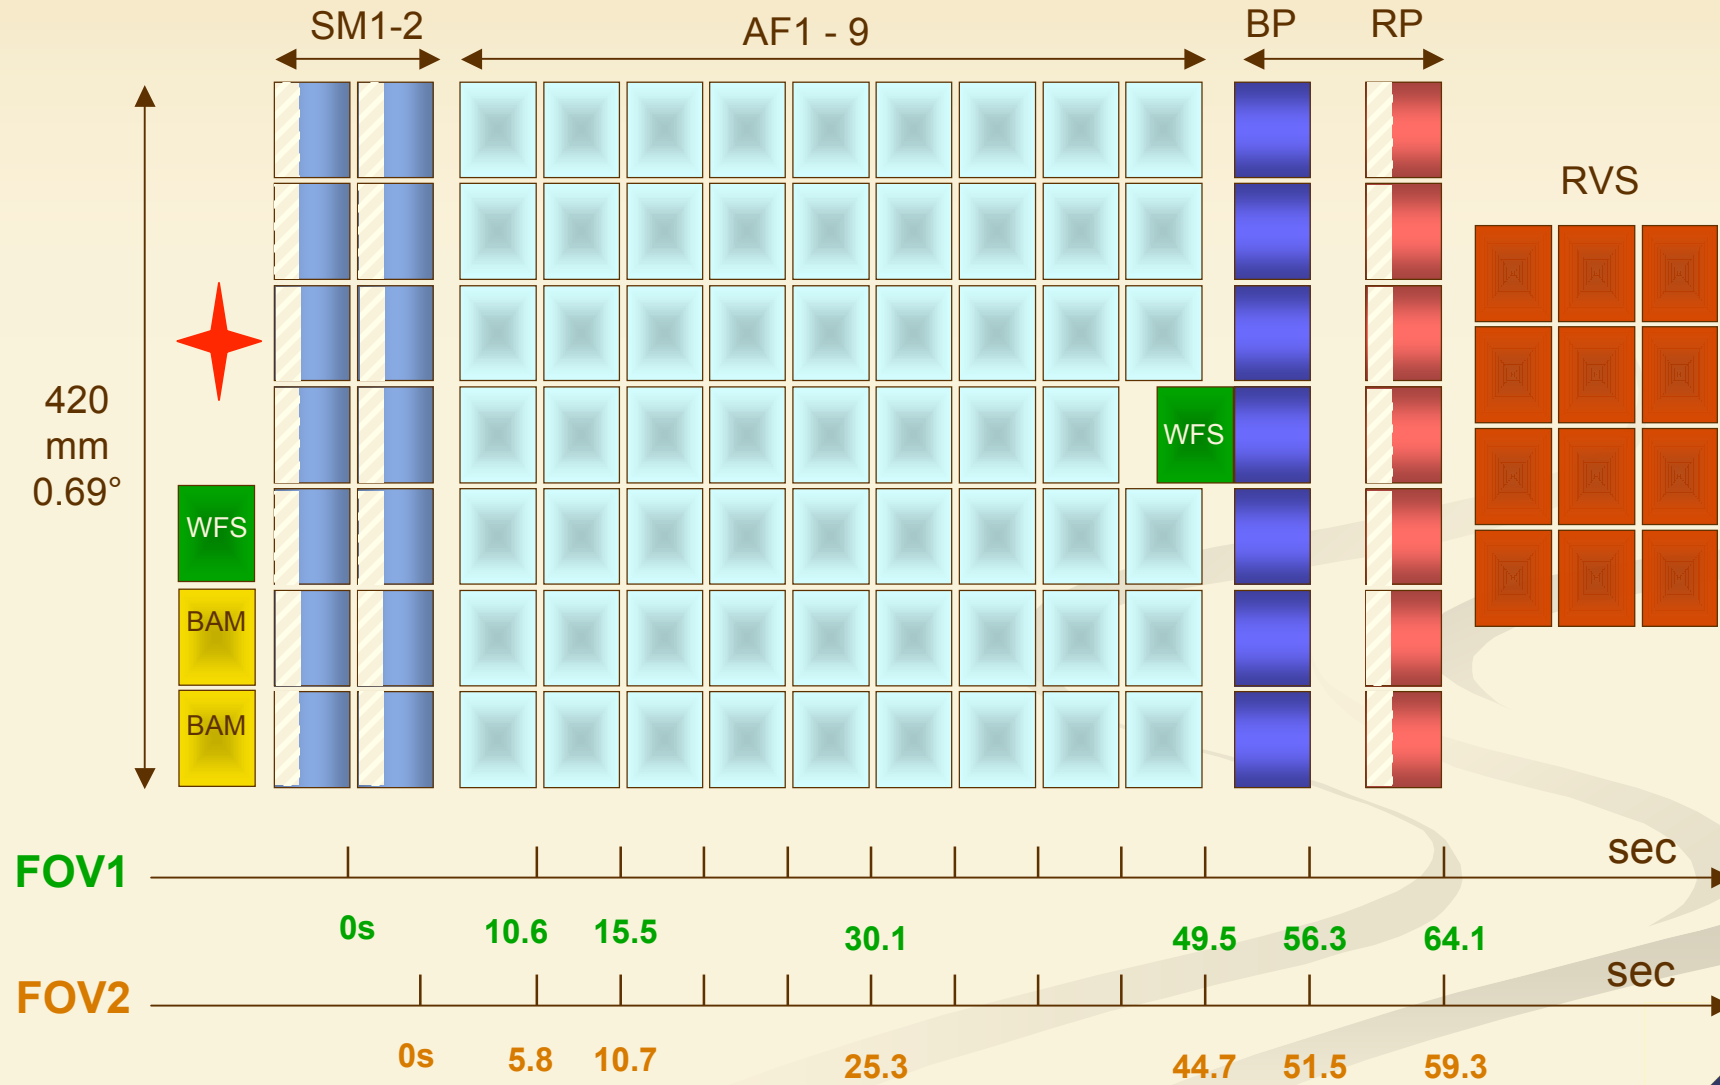 SM1-2
AF1 - 9
BP
RP
RVS
420
mm
0.69°
WFS
WFS
BAM
BAM
FOV1
sec
0s 10.6 15.5 30.1 49.5 56.3 64.1
FOV2
sec
0s 5.8 10.7 25.3 44.7 51.5 59.3